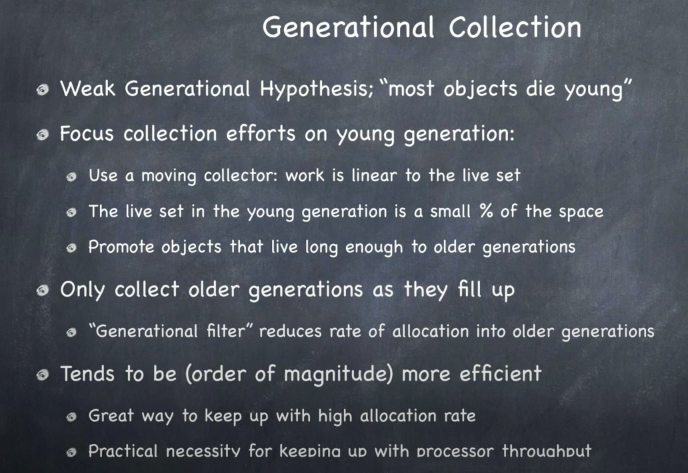 Generational Collection
Weak Generational Hypothesis; “most objects die young”
Focus collection efforts on young generation:
Use a moving collector: work is linear to the live set
The live set in the young generation is a small % of the space
Promote objects that live long enough to older generations
Only collect older generations as they fill up
“Generational filter” reduces rate of allocation into older generations
Tends to be (order of magnitude) more efficient
Great way to keep up with high allocation rate
Practical necessity for keeping up with processor throughput